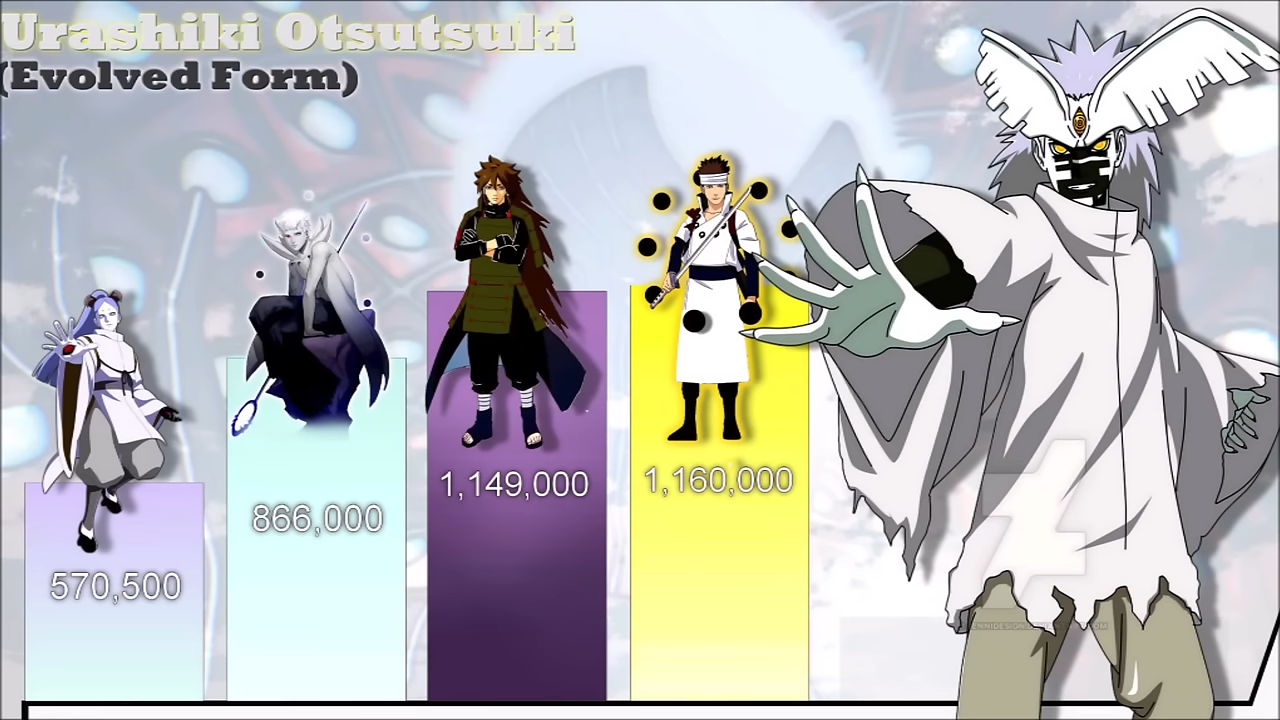 Urashiki Otsutsuki
(Evolved Form)
570,500
866,000
1,149,000
1,160,000